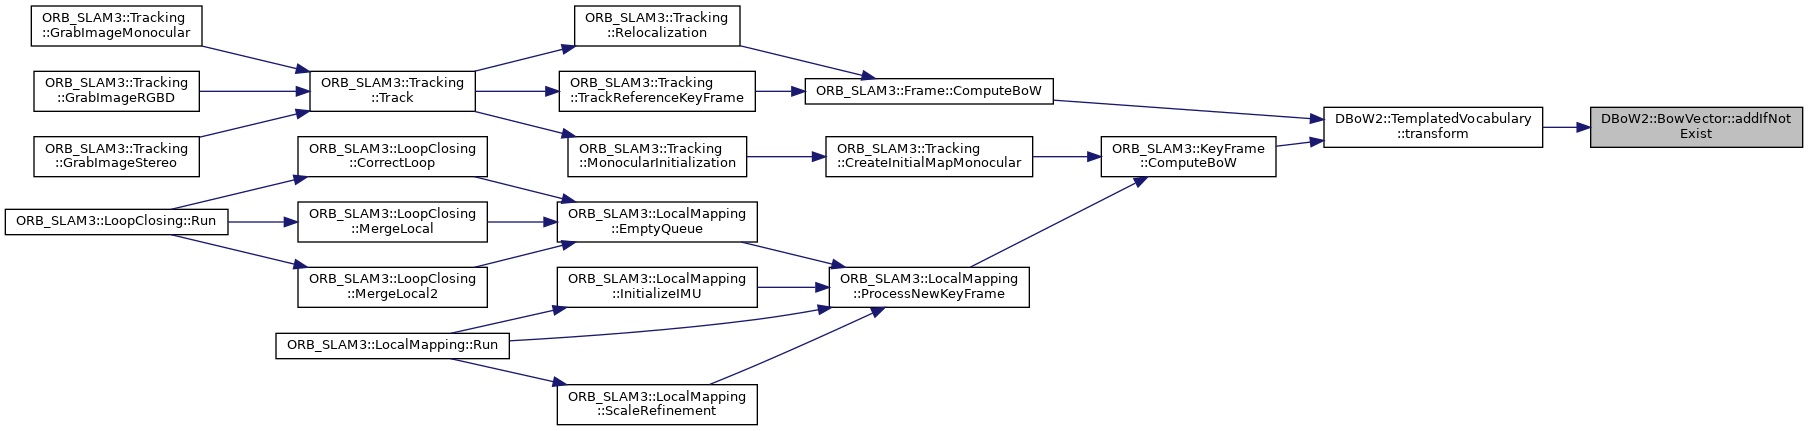 ORB_SLAM3::Tracking
::GrabImageMonocular
ORB_SLAM3::Tracking
::GrabImageRGBD
ORB_SLAM3::Tracking
::GrabImageStereo
ORB_SLAM3::LoopClosing::Run
ORB_SLAM3::Tracking
::Track
ORB_SLAM3::LoopClosing
::CorrectLoop
ORB_SLAM3::LoopClosing
::MergeLocal
ORB_SLAM3::LoopClosing
::MergeLocal2
ORB_SLAM3::LocalMapping::Run
ORB_SLAM3::Tracking
::Relocalization
ORB_SLAM3::Tracking
::TrackReferenceKeyFrame
ORB_SLAM3::Tracking
::MonocularInitialization
ORB_SLAM3::LocalMapping
::EmptyQueue
ORB_SLAM3::LocalMapping
::InitializeIMU
ORB_SLAM3::LocalMapping
::ScaleRefinement
ORB_SLAM3::Frame::ComputeBoW
ORB_SLAM3::Tracking
::CreateInitialMapMonocular
ORB_SLAM3::LocalMapping
::ProcessNewKeyFrame
ORB_SLAM3::KeyFrame
::ComputeBoW
DBoW2::TemplatedVocabulary
::transform
DBoW2::BowVector::addIfNot
Exist